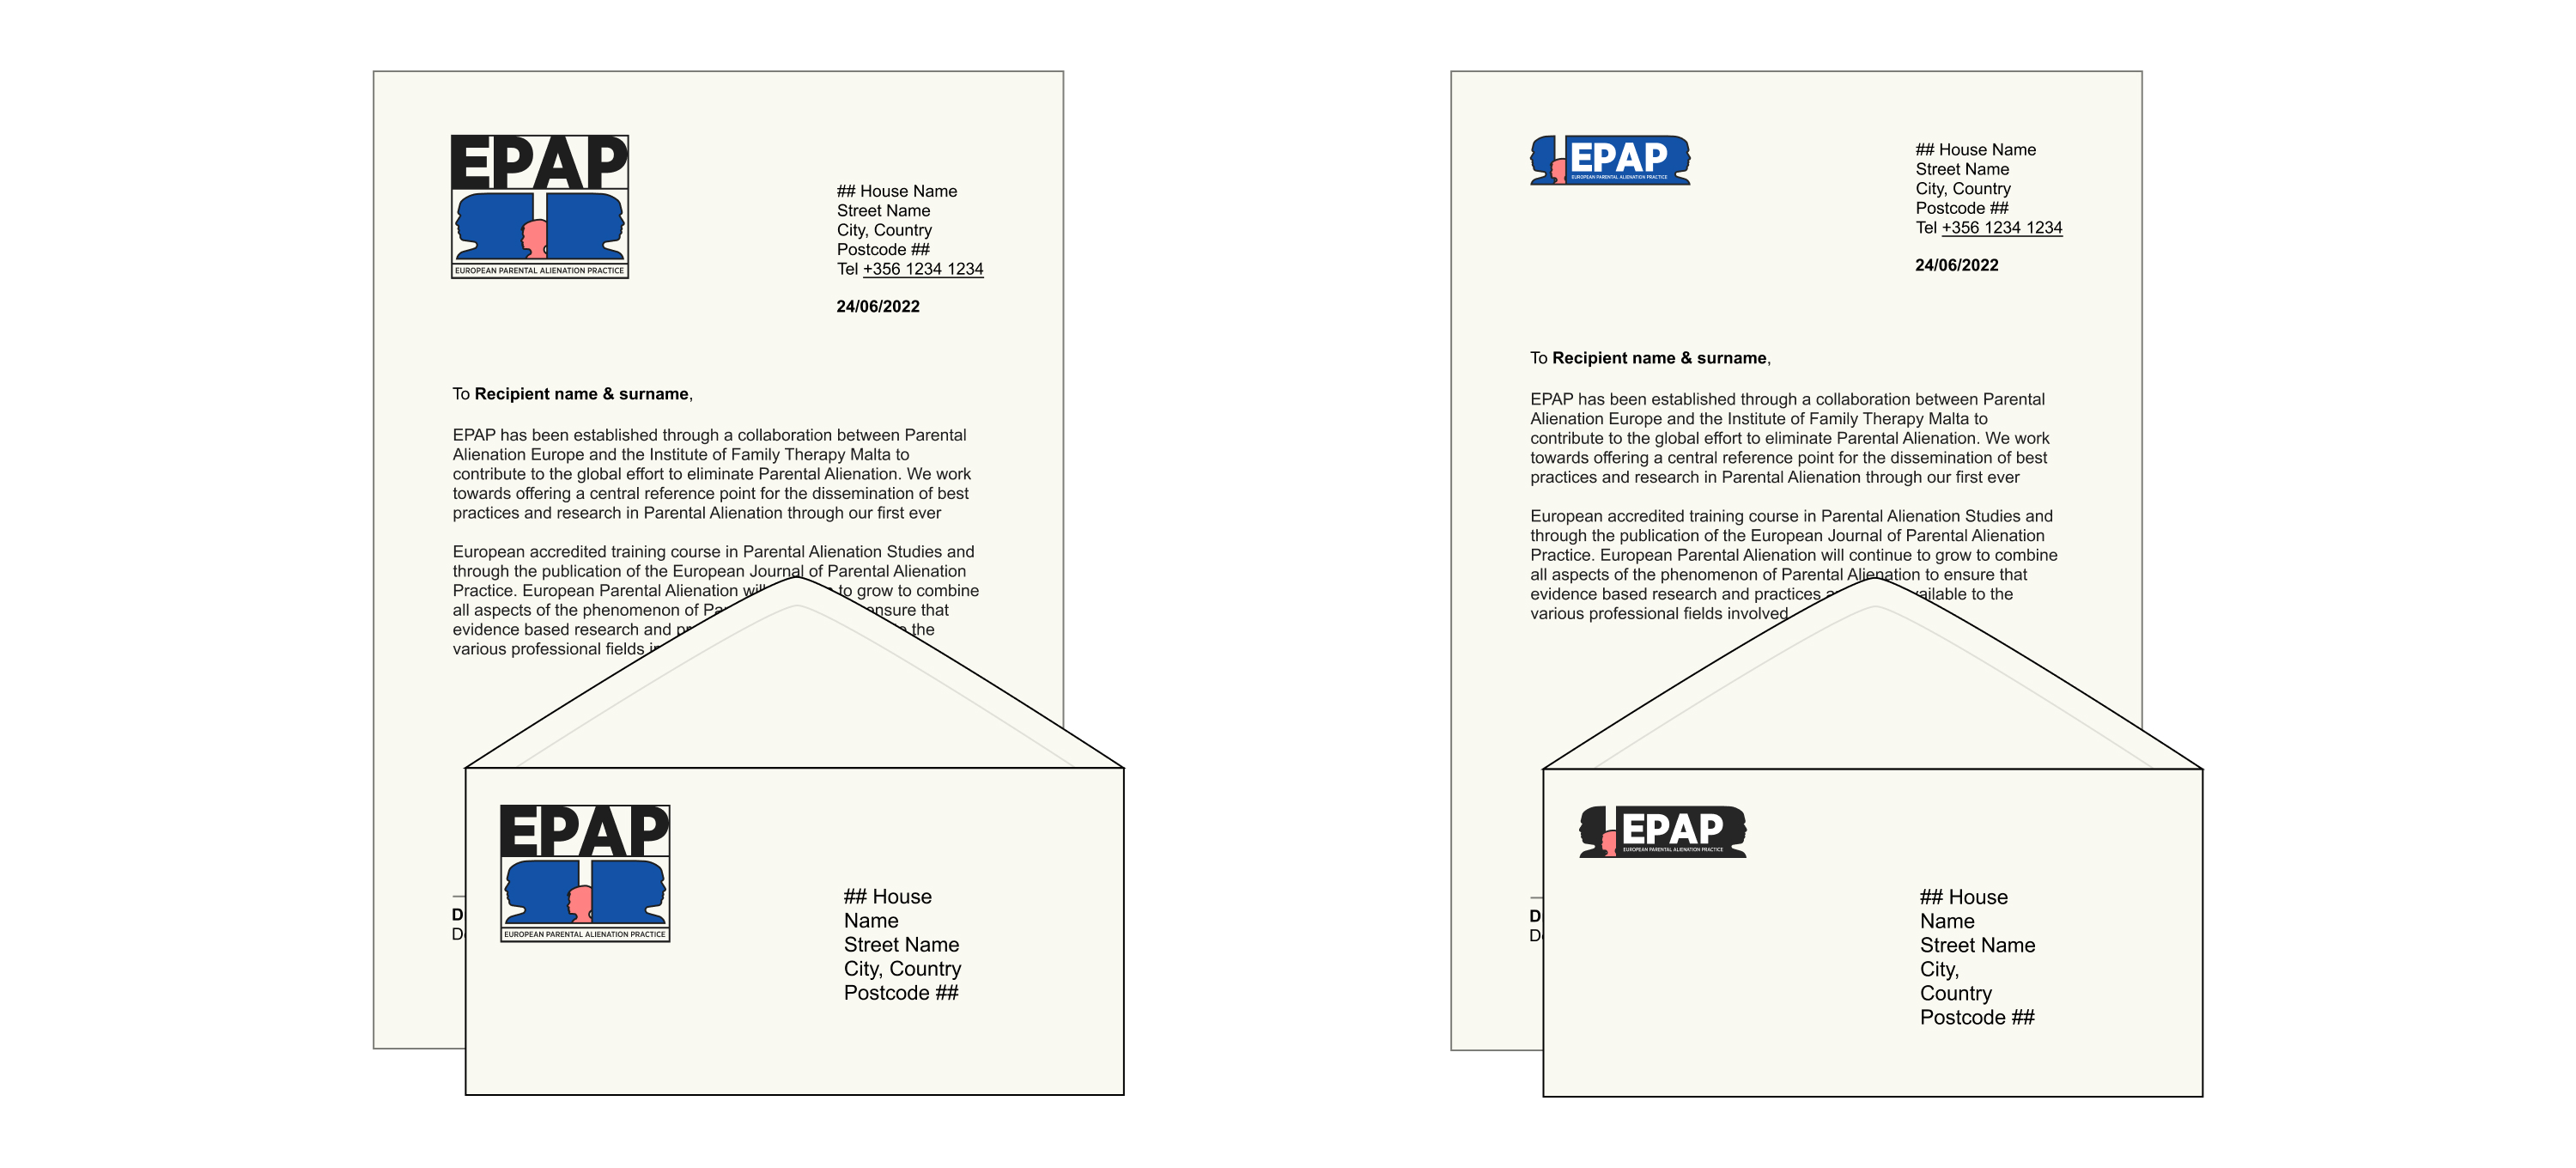 EPAP
EUROPEAN PARENTAL ALIENATION PRACTICE
## House Name
Street Name
City, Country
Postcode ##
Tel +356 1234 1234
24/06/2022
To Recipient name & surname,
EPAP has been established through a collaboration between Parental
Alienation Europe and the Institute of Family Therapy Malta to
contribute to the global effort to eliminate Parental Alienation. We work
towards offering a central reference point for the dissemination of best
practices and research in Parental Alienation through our first ever
European accredited training course in Parental Alienation Studies and
through the publication of the European Journal of Parental Alienation
Practice. European Parental Alienation to grow to combine
all aspects of the phenomenon of ensure that
evidence based research and the
various professional fields
EPAP
EUROPEAN PARENTAL ALIENATION PRACTICE
## House
Name
Street Name
City, Country
Postcode ##
EPAP
EUROPEAN PARENTAL ALIENATION PRACTICE
## House Name
Street Name
City, Country
Postcode ##
Tel +356 1234 1234
24/06/2022
To Recipient name & surname,
EPAP has been established through a collaboration between Parental
Alienation Europe and the Institute of Family Therapy Malta to
contribute to the global effort to eliminate Parental Alienation. We work
towards offering a central reference point for the dissemination of best
practices and research in Parental Alienation through our first ever
European accredited training course in Parental Alienation Studies and
through the publication of the European Journal of Parental Alienation
Practice. European Parental Alienation will continue to grow to combine
all aspects of the phenomenon of Parental Alienation to ensure that
evidence based research and practices available to the
various professional fields involved
EPAP
EUROPEAN PARENTAL ALIENATION PRACTICE
## House
Name
Street Name
City,
Country
Postcode ##